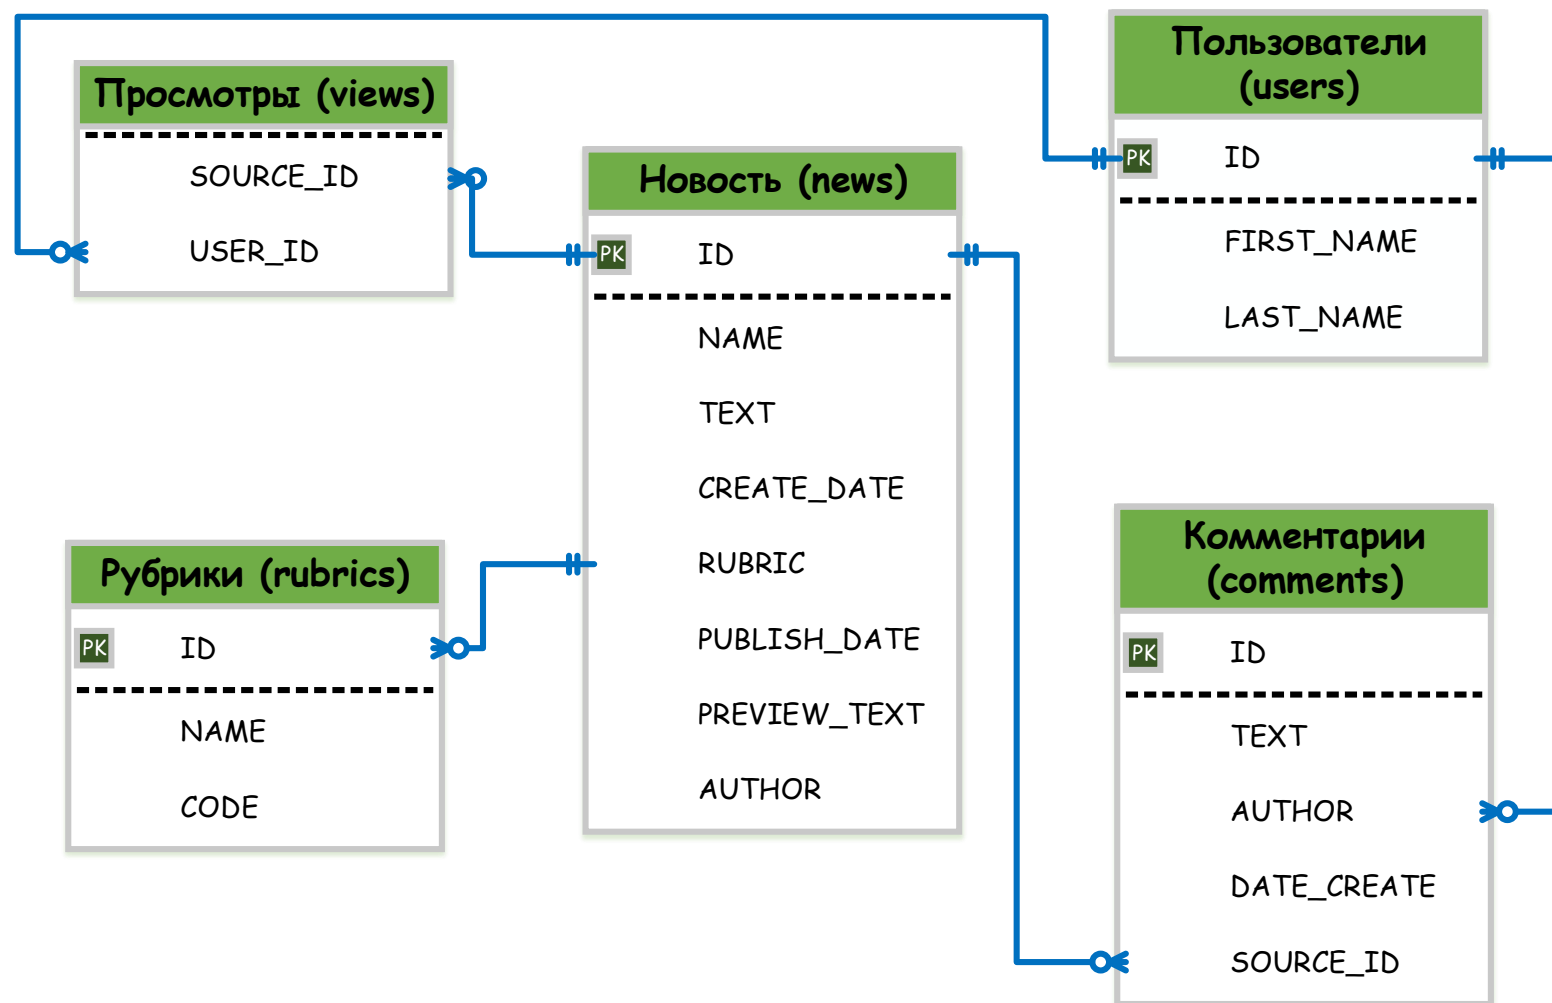 Просмотры (views)
SOURCE_ID
USER_ID
Новость (news)
PK ID
NAME
TEXT
CREATE_DATE
RUBRIC
PUBLISH_DATE
PREVIEW_TEXT
AUTHOR
Пользователи
(users)
PK ID
FIRST_NAME
LAST_NAME
Рубрики (rubrics)
PK ID
NAME
CODE
Комментарии
(comments)
PK ID
TEXT
AUTHOR
DATE_CREATE
SOURCE_ID